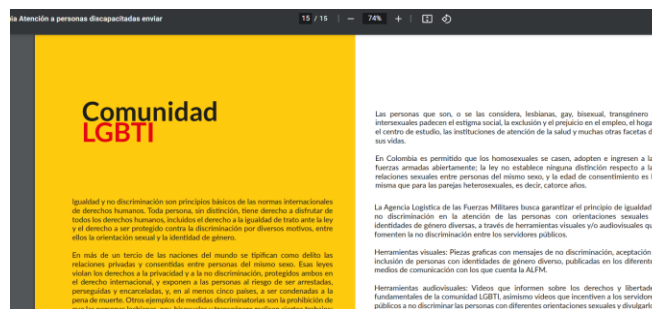 ía Atención a personas discapacitadas enviar
15 / 15 | — 74% + |
Comunidad
LGBTI
Igualdad y no discriminación son principios básicos de las normas internacionales
de derechos humanos. Toda persona, sin distinción, tiene derecho a disfrutar de
todos los derechos humanos, incluidos el derecho a la igualdad de trato ante la ley
y el derecho a ser protegido contra la discriminación por diversos motivos, entre
ellos la orientación sexual y la identidad de género.
En más de un tercio de las naciones del mundo se tipifican como delito las
relaciones privadas y consentidas entre personas del mismo sexo. Esas leyes
violan los derechos a la privacidad y a la no discriminación, protegidos ambos en
el derecho internacional, y exponen a las personas al riesgo de ser arrestadas,
perseguidas y encarceladas, y, en al menos cinco países, a ser condenadas a la
pena de muerte. Otros ejemplos de medidas discriminatorias son la prohibición de
Las personas que son, o se las considera, lesbianas, gay, bisexual, transgénero
intersexuales padecen el estigma social, la exclusión y el prejuicio en el empleo, el hoga
el centro de estudio, las instituciones de atención de la salud y muchas otras facetas d
sus vidas.
En Colombia es permitido que los homosexuales se casen, adopten e ingresen a la
fuerzas armadas abiertamente; la ley no establece ninguna distinción respecto a la
relaciones sexuales entre personas del mismo sexo, y la edad de consentimiento es l
misma que para las parejas heterosexuales, es decir, catorce años.
La Agencia Logística de las Fuerzas Militares busca garantizar el principio de igualdad
no discriminación en la atención de las personas con orientaciones sexuales
identidades de género diversas, a través de herramientas visuales y/o audiovisuales qu
fomenten la no discriminación entre los servidores públicos.
Herramientas visuales: Piezas graficas con mensajes de no discriminación, aceptación
inclusión de personas con identidades de género diverso, publicadas en los diferente
medios de comunicación con los que cuenta la ALFM.
Herramientas audiovisuales: Videos que informen sobre los derechos y libertade
fundamentales de la comunidad LGBTI, asimismo videos que incentiven a los servidore
públicos a no discriminar las personas con diferentes orientaciones sexuales y divulgarlo